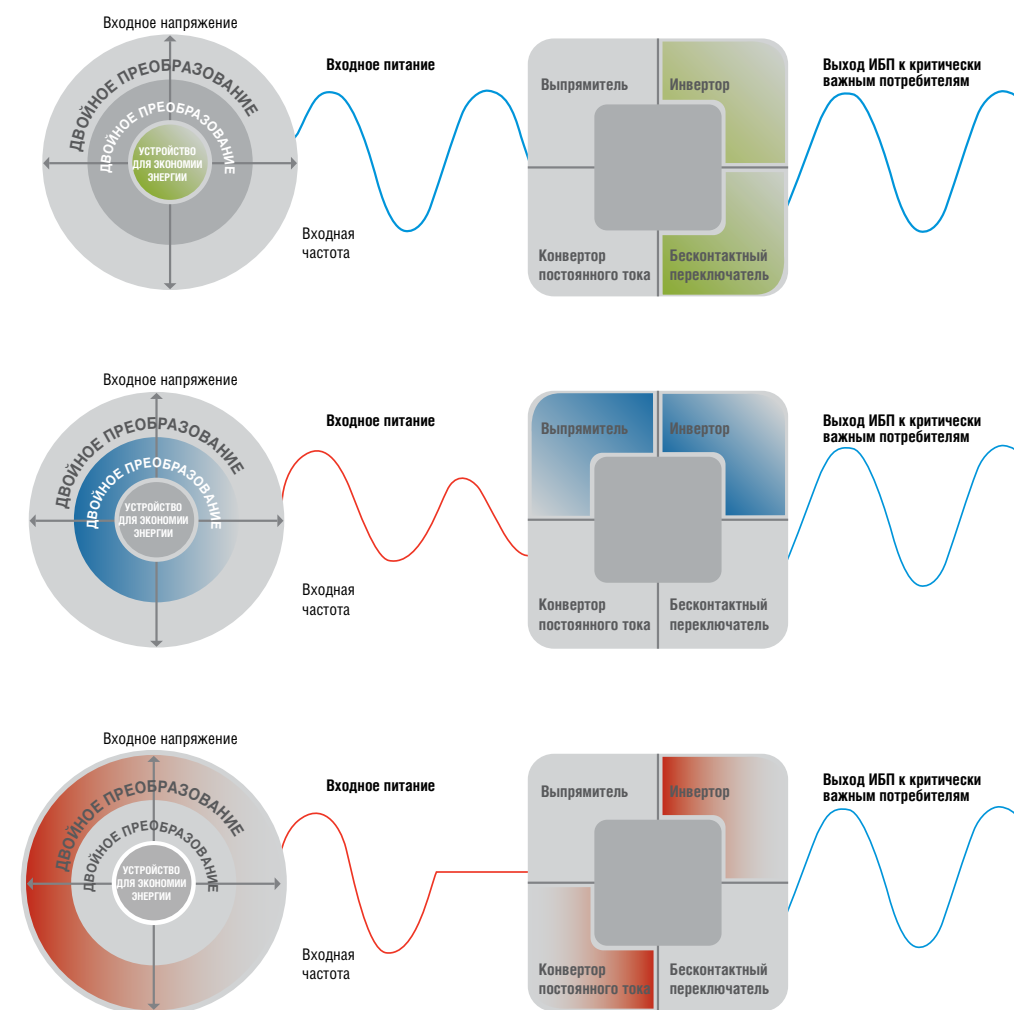 Входное напряжение
ДВОЙНОЕ ПРЕОБРАЗОВАНИЕ
ДВОЙНОЕ ПРЕОБРАЗОВАНИЕ
УСТРОЙСТВО
ДЛЯ ЭКОНОМИИ
ЭНЕРГИИ
Входная
частота
Входное питание
Выпрямитель
Инвертор
Конвертор
постоянного тока
Бесконтактный
переключатель
Выход ИБП к критически
важным потребителям
Входное напряжение
ДВОЙНОЕ ПРЕОБРАЗОВАНИЕ
ДВОЙНОЕ ПРЕОБРАЗОВАНИЕ
УСТРОЙСТВО
ДЛЯ ЭКОНОМИИ
ЭНЕРГИИ
Входная
частота
Входное питание
Выпрямитель
Инвертор
Конвертор
постоянного тока
Бесконтактный
переключатель
Выход ИБП к критически
важным потребителям
Входное напряжение
ДВОЙНОЕ ПРЕОБРАЗОВАНИЕ
ДВОЙНОЕ ПРЕОБРАЗОВАНИЕ
УСТРОЙСТВО
ДЛЯ ЭКОНОМИИ
ЭНЕРГИИ
Входная
частота
Входное питание
Выпрямитель
Инвертор
Конвертор
постоянного тока
Бесконтактный
переключатель
Выход ИБП к критически
важным потребителям